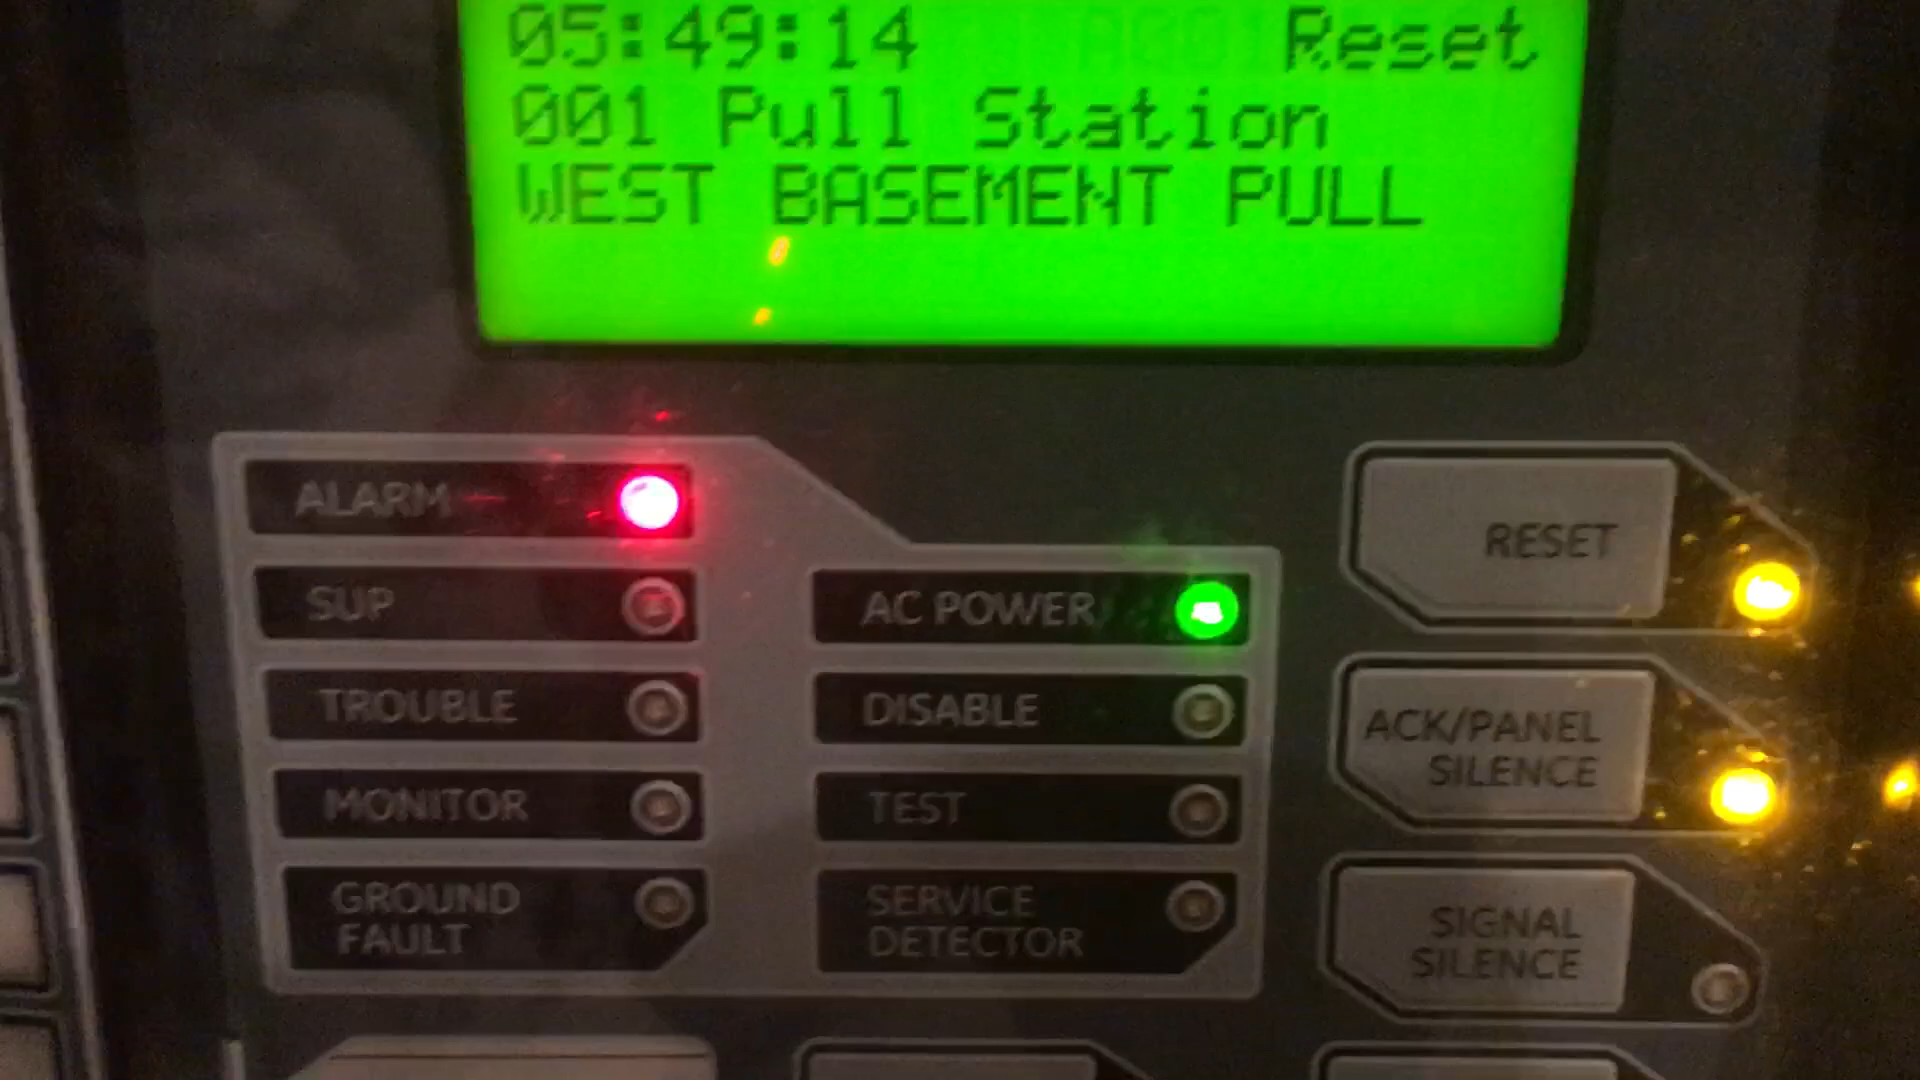 05:49:14 Reset
001 Pull Station
WEST BASEMENT PULL
ALARM
SUP
TROUBLE
MONITOR
GROUND
FAULT
AC POWER
DISABLE
TEST
SERVICE
DETECTOR
RESET
ACK/PANEL
SILENCE
SIGNAL
SILENCE